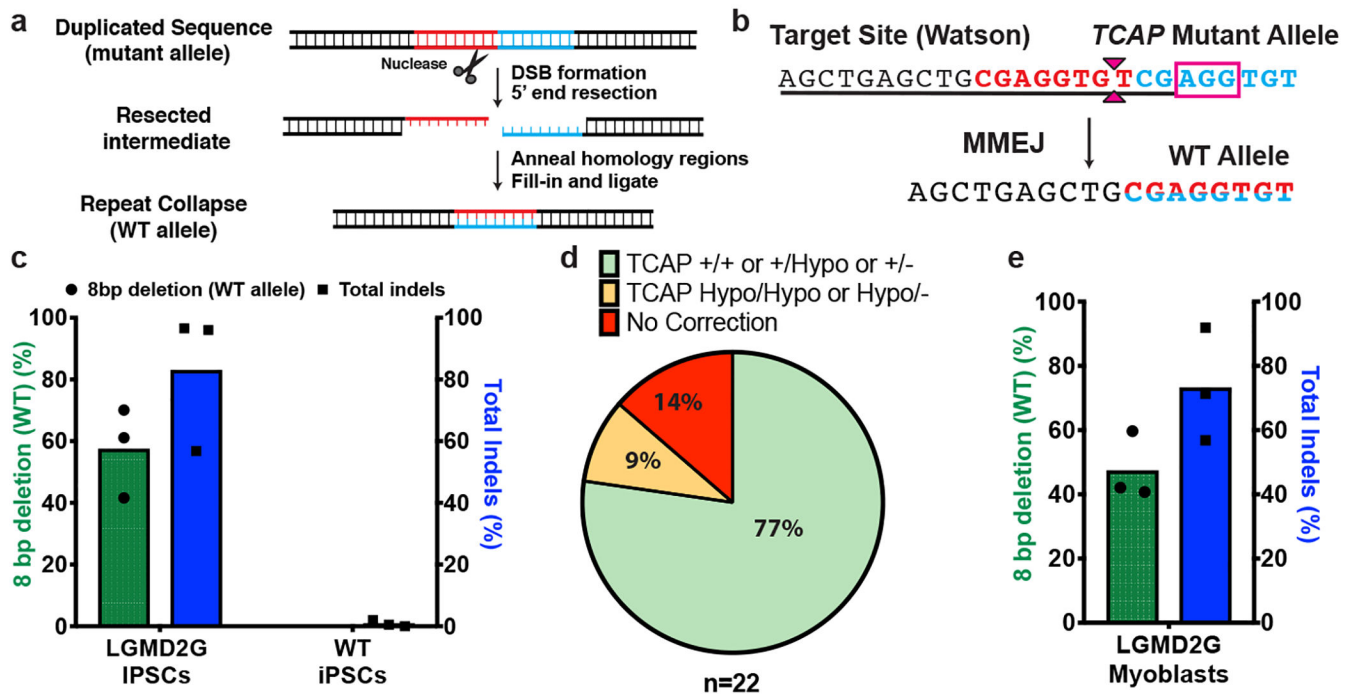 a
Duplicated Sequence
(mutant allele)
Nuclease
DSB formation
5' end resection
Resected
intermediate
Anneal homology regions
Fill-in and ligate
Repeat Collapse
(WT allele)
b
Target Site (Watson)
TCAP Mutant Allele
AGCTGAGCTGCGAGGTGTCGAGGTGT
MMEJ
WT Allele
AGCTGAGCTGCGAGGTGT
c
8bp deletion (WT allele)
Total indels
8 bp deletion (WT) (%)
100
80
60
40
20
0
100
80
60
40
20
0
Total Indels (%)
LGMD2G
IPSCs
WT
iPSCs
d
TCAP +/+ or +/Hypo or +/-
TCAP Hypo/Hypo or Hypo/-
No Correction
14%
9%
77%
n=22
e
8 bp deletion (WT) (%)
100
80
60
40
20
0
100
80
60
40
20
0
Total Indels (%)
LGMD2G
Myoblasts